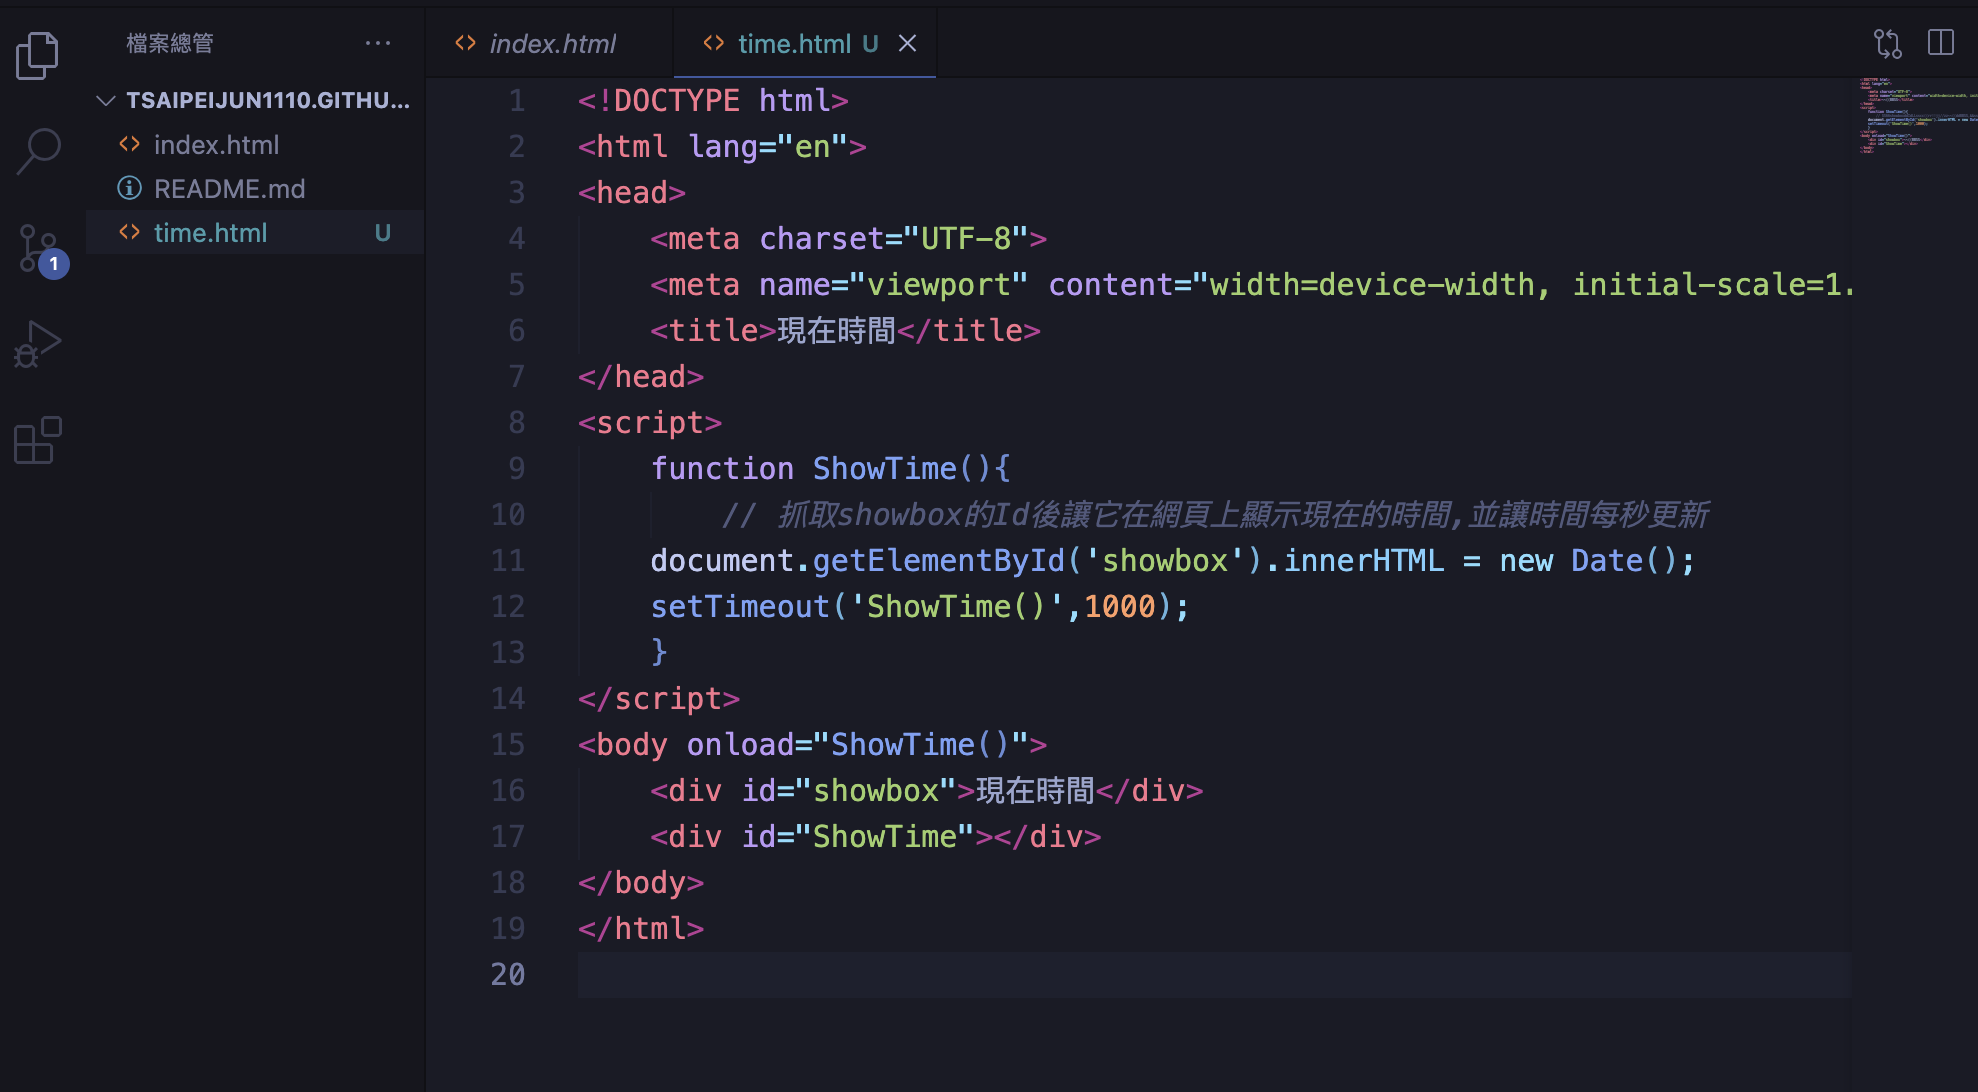 檔案總管
TSAIPEIJUN1110.GITHU...
index.html
README.md
time.html U
1
index.html
time.html U
1 <!DOCTYPE html>
2 <html lang="en">
3 <head>
4 <meta charset="UTF-8">
5 <meta name="viewport" content="width=device-width, initial-scale=1.
6 <title>現在時間</title>
7 </head>
8 <script>
9 function ShowTime(){
10 // 抓取showbox的Id後讓它在網頁上顯示現在的時間,並讓時間每秒更新
11 document.getElementById('showbox').innerHTML = new Date();
12 setTimeout('ShowTime()',1000);
13 }
14 </script>
15 <body onload="ShowTime()">
16 <div id="showbox">現在時間</div>
17 <div id="ShowTime"></div>
18 </body>
19 </html>
20